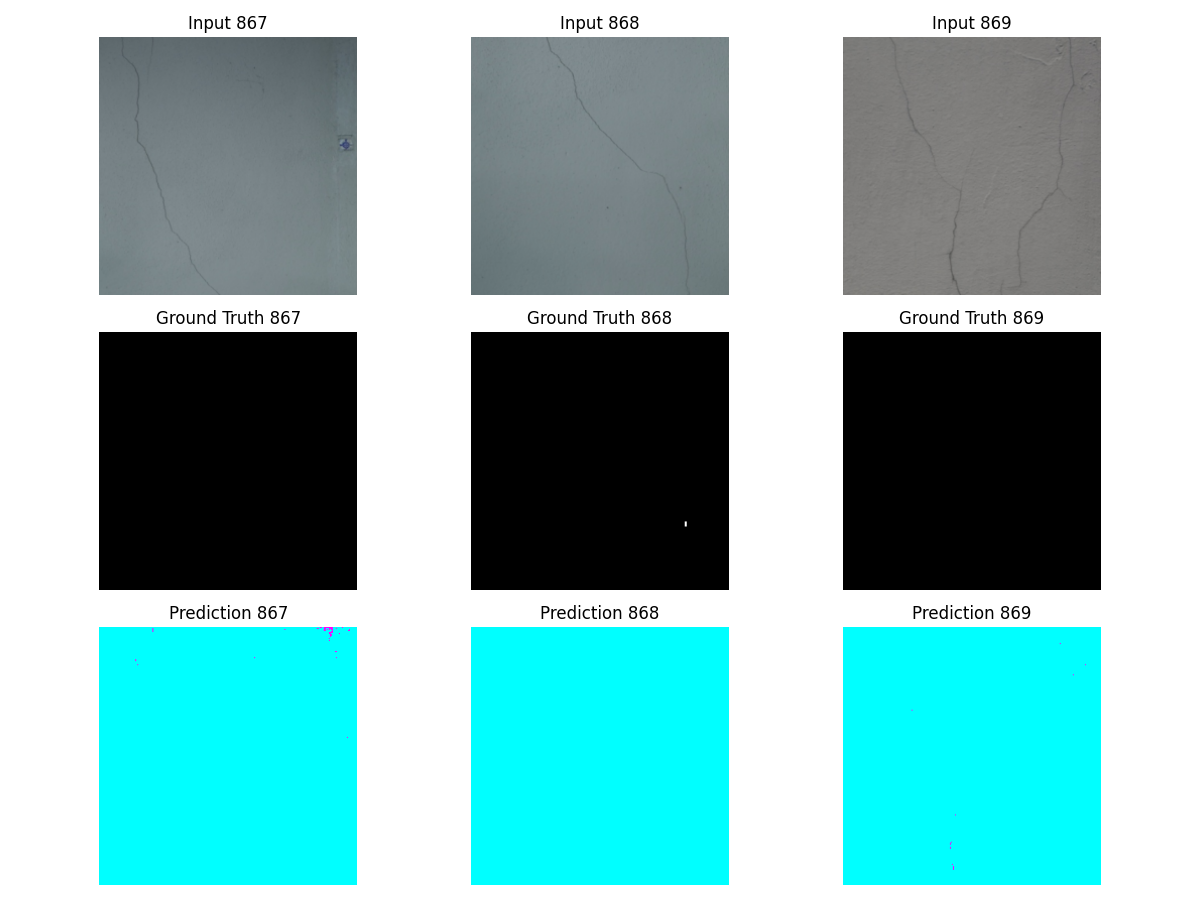 Input 867
Input 868
Input 869
Ground Truth 867
Ground Truth 868
Ground Truth 869
Prediction 867
Prediction 868
Prediction 869